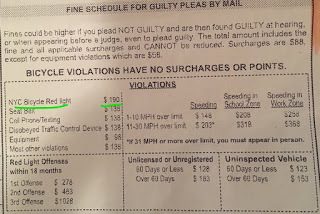 FINE SCHEDULE FOR GUILTY PLEAS BY MAIL
Fines could be higher if you plead NOT GUILTY and are then found GUILTY at hearing,
or when appearing before a judge, even to plead guilty. The total amount includes the
fine and all applicable surcharges and CANNOT be reduced. Surcharges are $88,
except for equipment violations which are $58.
BICYCLE VIOLATIONS HAVE NO SURCHARGES OR POINTS.
VIOLATIONS
NYC Bicycle Red light $ 190
Seat Belt $ 138
Cell Phone/Texting $ 138
Disobeyed Traffic Control Device $ 138
Equipment $ 98
Most other violations $ 138
Speeding Speeding in School Zone Speeding in Work Zone
1-10 MPH over limit $ 148 $208 $258
11-30 MPH over limit $ 203* $318 $368
*If 31 MPH or more over limit, you must appear in person.
Red Light Offenses
within 18 months
1st Offense $ 278
2nd Offense $ 463
3rd Offense $1028
Unlicensed or Unregistered
60 Days or Less $ 128
Over 60 Days $ 163
Uninspected Vehicle
60 Days or Less $ 123
Over 60 Days $ 153